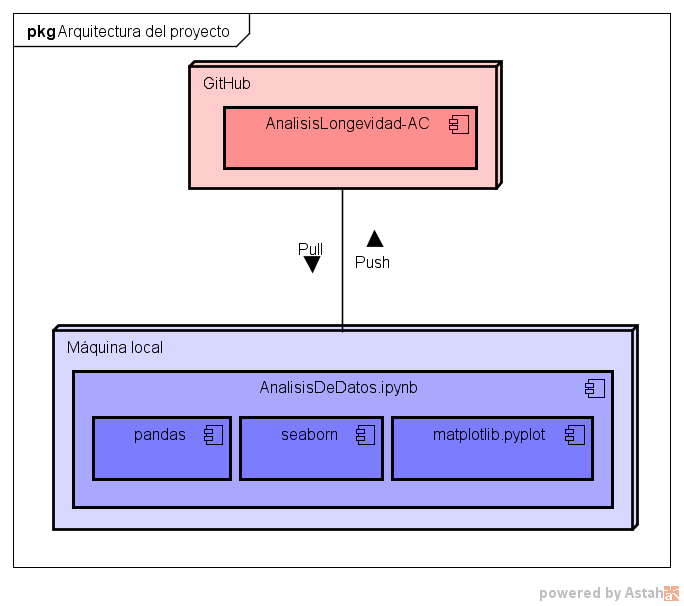 pkg Arquitectura del proyecto
GitHub
AnalisisLongevidad-AC
Pull
Push
Máquina local
AnalisisDeDatos.ipynb
pandas
seaborn
matplotlib.pyplot
powered by Astah